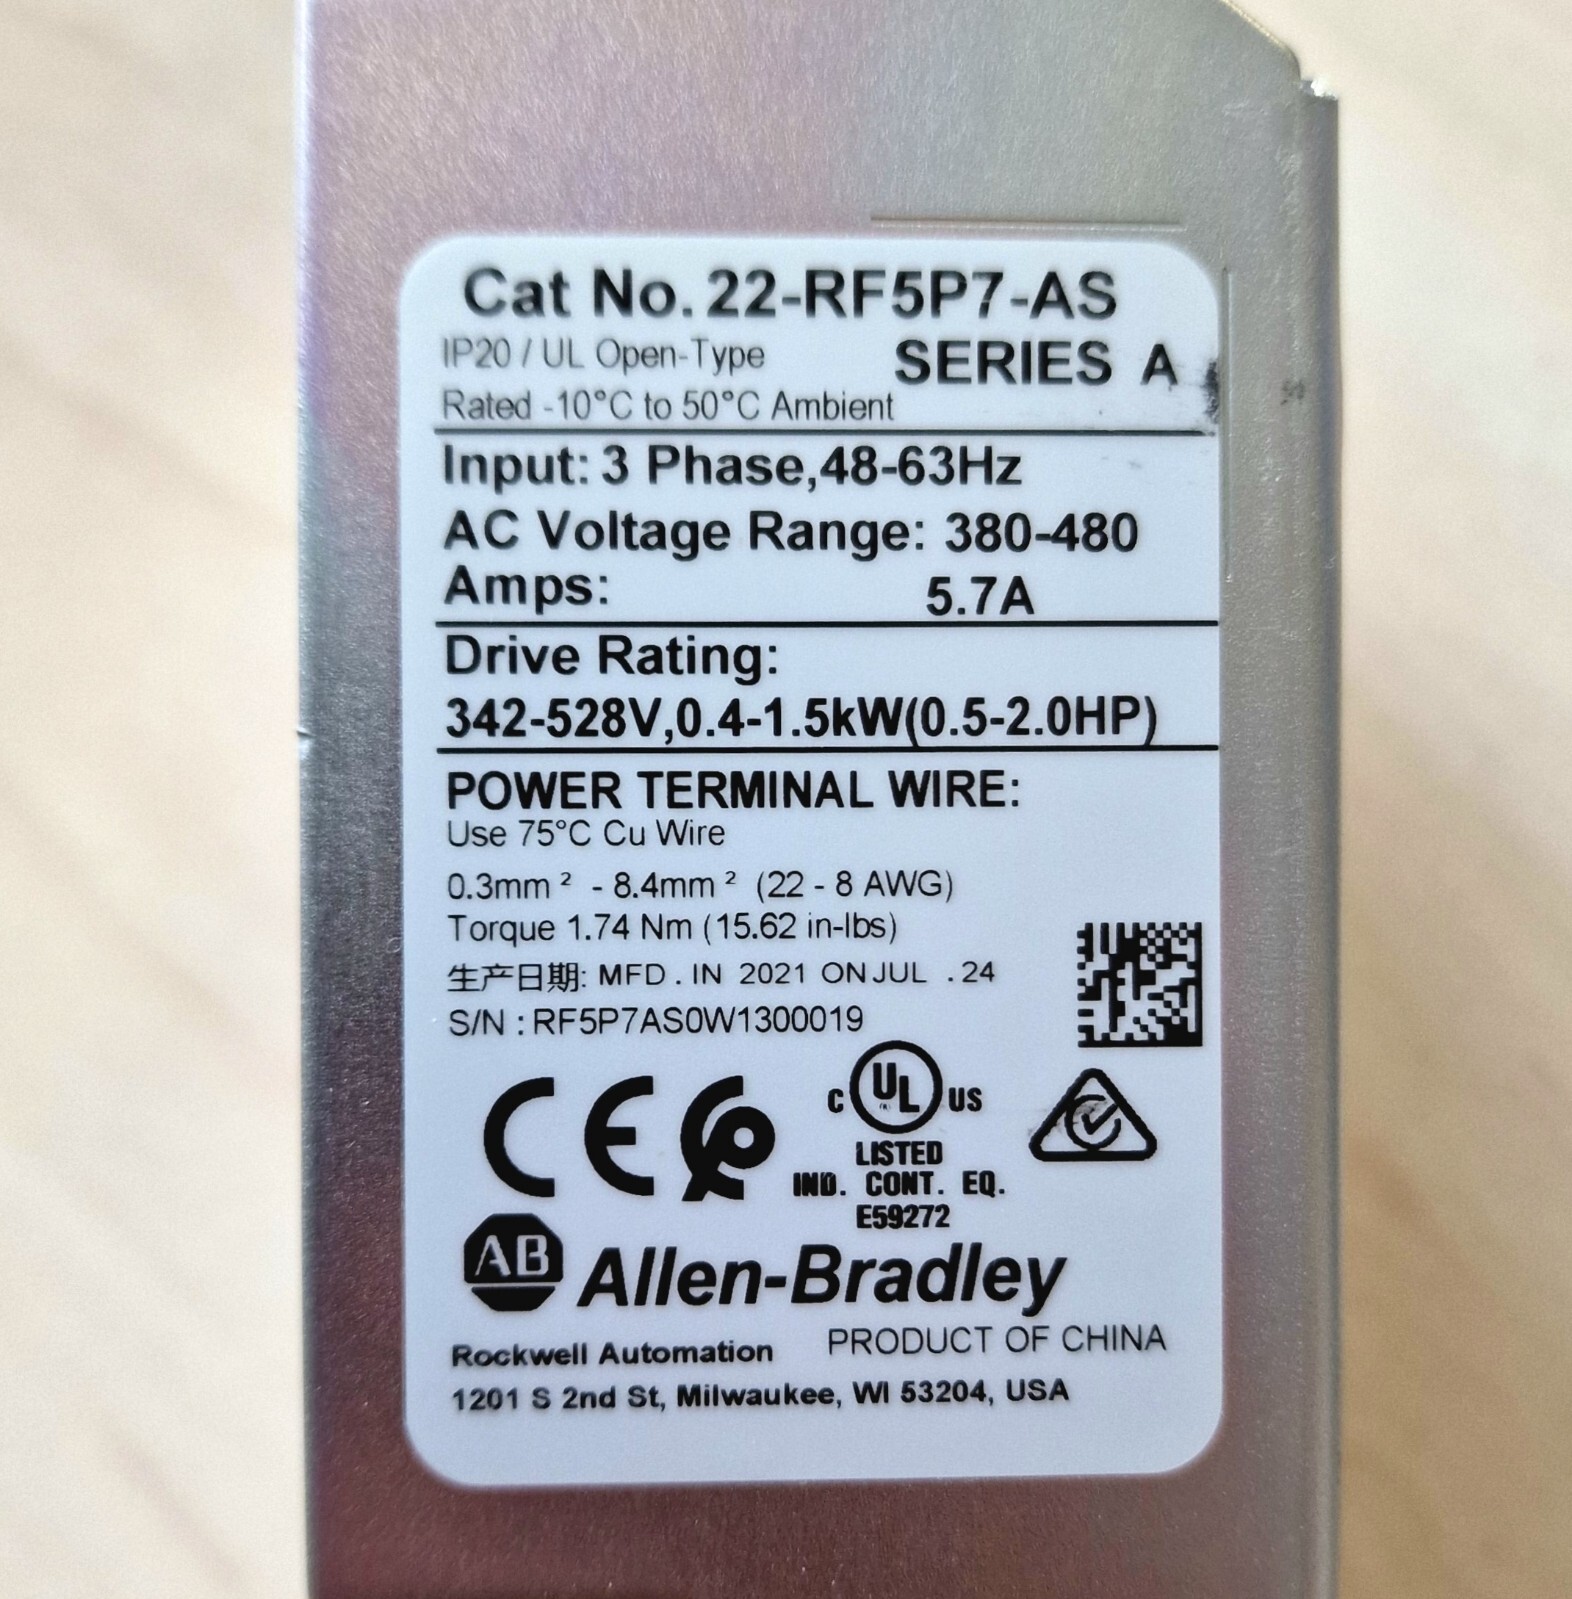 Cat No. 22-RF5P7-AS
IP20 / UL Open-Type SERIES A
Rated -10°C to 50°C Ambient
Input: 3 Phase,48-63Hz
AC Voltage Range: 380-480
Amps: 5.7A
Drive Rating:
342-528V,0.4-1.5kW(0.5-2.0HP)
POWER TERMINAL WIRE:
Use 75°C Cu Wire
0.3mm ² - 8.4mm ² (22 - 8 AWG)
Torque 1.74 Nm (15.62 in-lbs)
生产日期: MFD . IN 2021 ON JUL . 24
S/N : RF5P7AS0W1300019
CE C UL US
LISTED
IND. CONT. EQ.
E59272
AB Allen-Bradley
Rockwell Automation PRODUCT OF CHINA
1201 S 2nd St, Milwaukee, WI 53204, USA